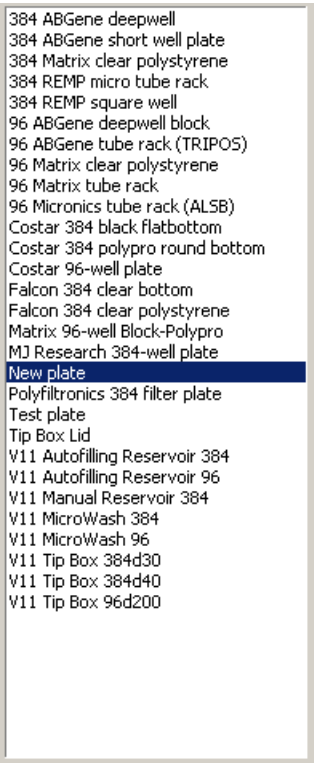 384 ABGene deepwell
384 ABGene short well plate
384 Matrix clear polystyrene
384 REMP micro tube rack
384 REMP square well
96 ABGene deepwell block
96 ABGene tube rack (TRIPOS)
96 Matrix clear polystyrene
96 Matrix tube rack
96 Micronics tube rack (ALSB)
Costar 384 black flatbottom
Costar 384 polypro round bottom
Costar 96-well plate
Falcon 384 clear bottom
Falcon 384 clear polystyrene
Matrix 96-well Block-Polypro
MJ Research 384-well plate
New plate
Polyfiltronics 384 filter plate
Test plate
Tip Box Lid
V11 Autofilling Reservoir 384
V11 Autofilling Reservoir 96
V11 Manual Reservoir 384
V11 MicroWash 384
V11 MicroWash 96
V11 Tip Box 384d30
V11 Tip Box 384d40
V11 Tip Box 96d200